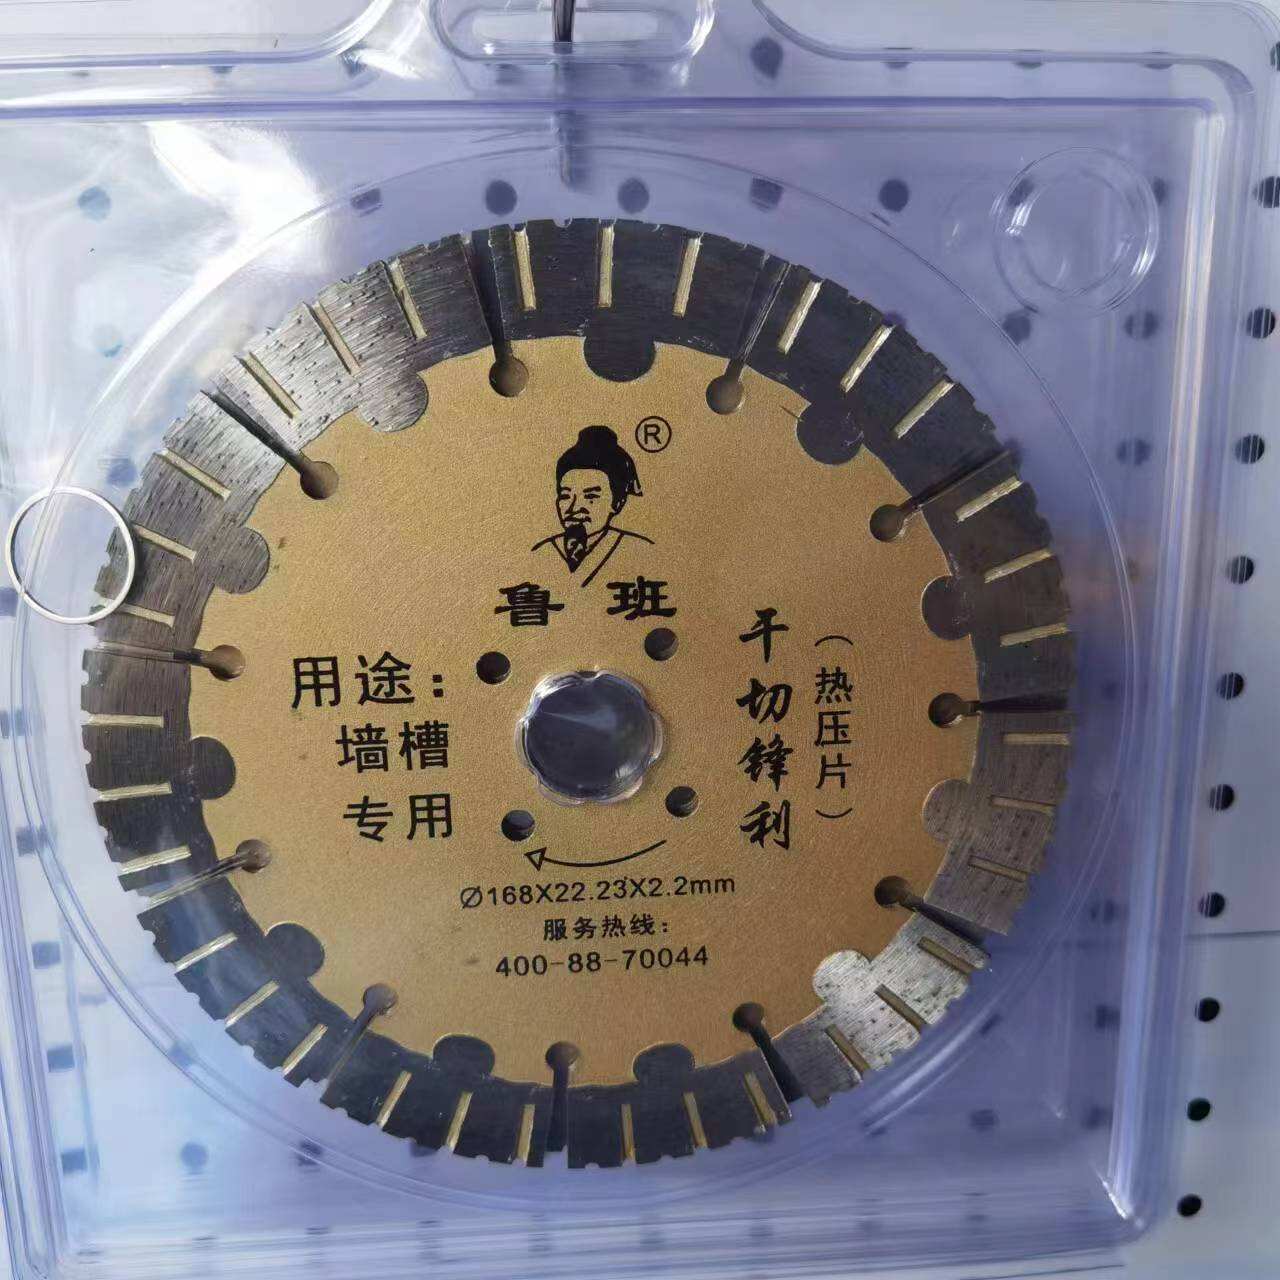 ®
鲁班
用途：
墙槽
专用
干切锋利
（热压片）
Ø168X22.23X2.2mm
服务热线：
400-88-70044